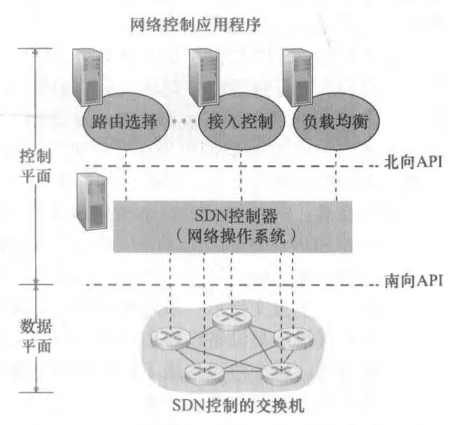 网络控制应用程序
路由选择
接入控制
负载均衡
控制
平面
北向API
SDN控制器
(网络操作系统)
南向API
数据
平面
SDN控制的交换机